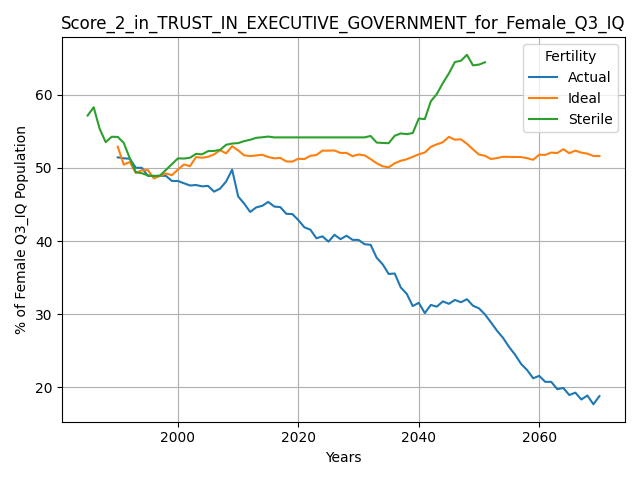 Score_2_in_TRUST_IN_EXECUTIVE_GOVERNMENT_for_Female_Q3_IQ
Fertility
Actual
Ideal
Sterile
% of Female Q3_IQ Population
60
50
40
30
20
2000
2020
2040
2060
Years